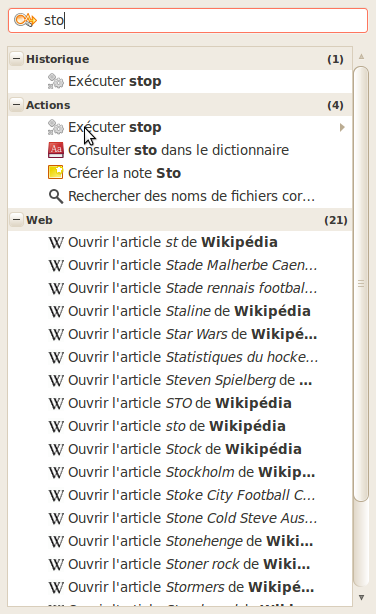 sto
Historique (1)
Exécuter stop
Actions (4)
Exécuter stop
Aa Consulter sto dans le dictionnaire
Créer la note Sto
Rechercher des noms de fichiers cor...
Web (21)
W Ouvrir l'article st de Wikipédia
W Ouvrir l'article Stade Malherbe Caen...
W Ouvrir l'article Stade rennais footbal...
W Ouvrir l'article Staline de Wikipédia
W Ouvrir l'article Star Wars de Wikipé...
W Ouvrir l'article Statistiques du hocke...
W Ouvrir l'article Steven Spielberg de ...
W Ouvrir l'article STO de Wikipédia
W Ouvrir l'article sto de Wikipédia
W Ouvrir l'article Stock de Wikipédia
W Ouvrir l'article Stockholm de Wikip...
W Ouvrir l'article Stoke City Football C...
W Ouvrir l'article Stone Cold Steve Aus...
W Ouvrir l'article Stonehenge de Wiki...
W Ouvrir l'article Stoner rock de Wiki...
W Ouvrir l'article Stormers de Wikipé...